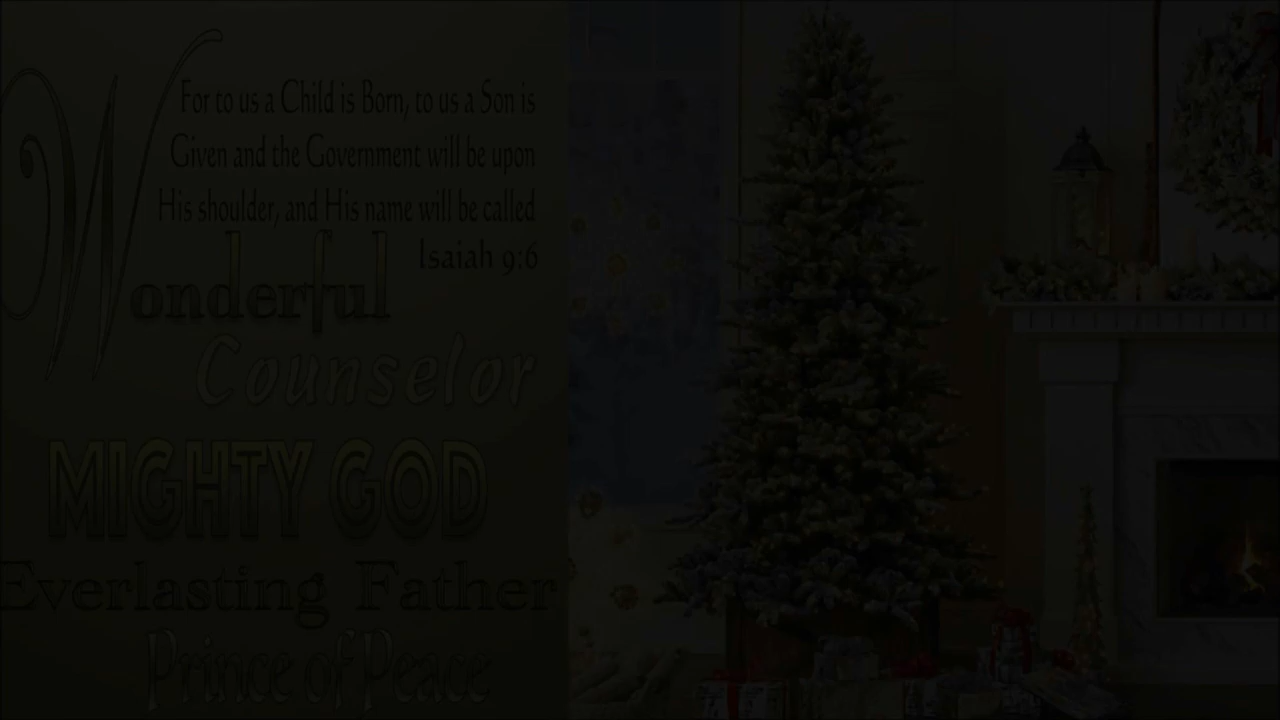 For to us a Child is Born, to us a Son is
Given and the Government will be upon
His shoulder, and His name will be called
Isaiah 9:6
Wonderful
Counselor
MIGHTY GOD
Everlasting Father
Prince of Peace